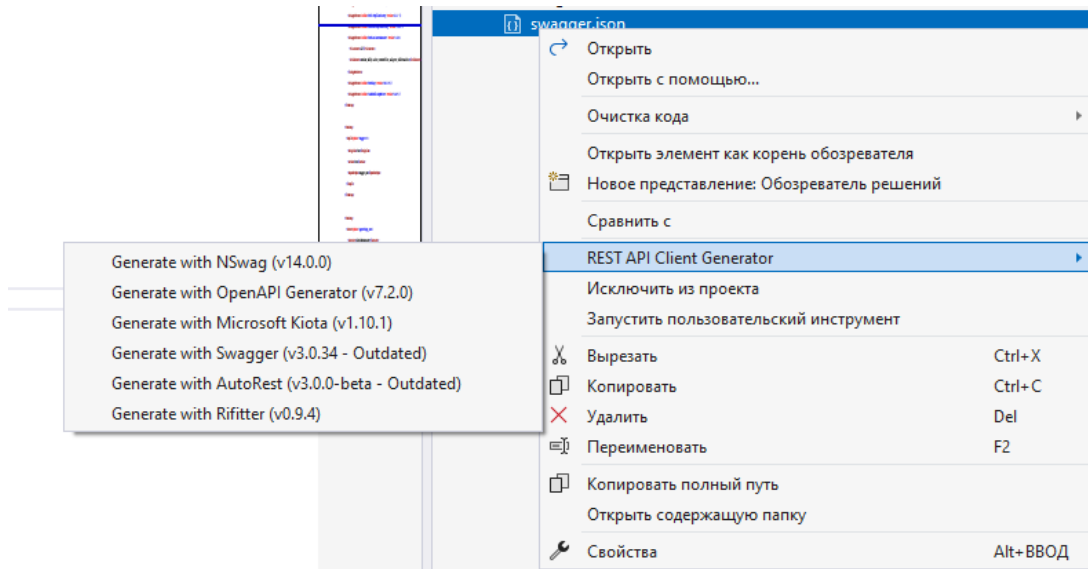 swagger.json
Открыть
Открыть с помощью...
Очистка кода
Открыть элемент как корень обозревателя
Новое представление: Обозреватель решений
Сравнить с
REST API Client Generator
Generate with NSwag (v14.0.0)
Generate with OpenAPI Generator (v7.2.0)
Generate with Microsoft Kiota (v1.10.1)
Generate with Swagger (v3.0.34 - Outdated)
Generate with AutoRest (v3.0.0-beta - Outdated)
Generate with Rifitter (v0.9.4)
Исключить из проекта
Запустить пользовательский инструмент
Вырезать Ctrl+X
Копировать Ctrl+C
Удалить Del
Переименовать F2
Копировать полный путь
Открыть содержащую папку
Свойства Alt+ВВОД